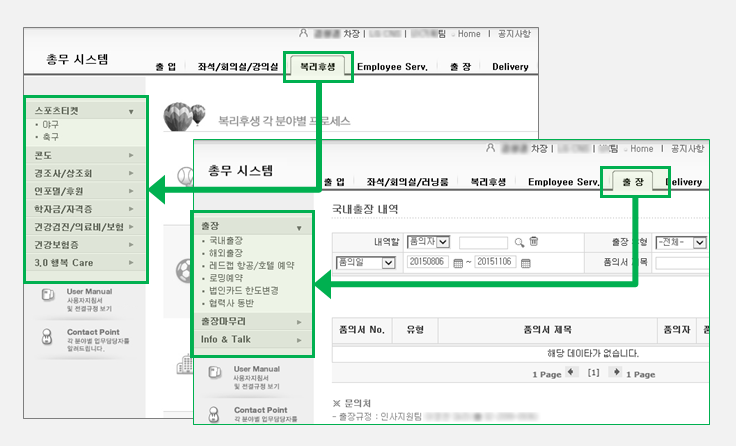 차장 |
팀 - Home | 공지사항
총무 시스템
출 입 좌석/회의실/강의실 복리후생 Employee Serv. 출 장 Delivery
스포츠티켓
• 야구
• 축구
콘도
경조사/상조회
인포멀/후원
학자금/자격증
건강검진/의료비/보험
건강보험증
3.0 행복 Care
User Manual
사용자지침서
및 전결규정 보기
Contact Point
각 분야별 업무담당자를
알려드립니다.
복리후생 각 분야별 프로세스
차장 |
팀 - Home | 공지사항
총무 시스템
출 입 좌석/회의실/러닝룸 복리후생 Employee Serv. 출 장 Delivery
출장
• 국내출장
• 해외출장
• 레드캡 항공/호텔 예약
• 로밍예약
• 법인카드 한도변경
• 협력사 동반
출장마무리
Info & Talk
User Manual
사용자지침서
및 전결규정 보기
Contact Point
각 분야별 업무담당자를
국내출장 내역
내역할 품의자 출장 형 -전체-
품의일 20150806 ~ 20151106 품의서 제목
품의서 No. 유형 품의서 제목 품의자 품
해당 데이타가 없습니다.
1 Page [1] 1 Page
※ 문의처
- 출장규정 : 인사지원팀